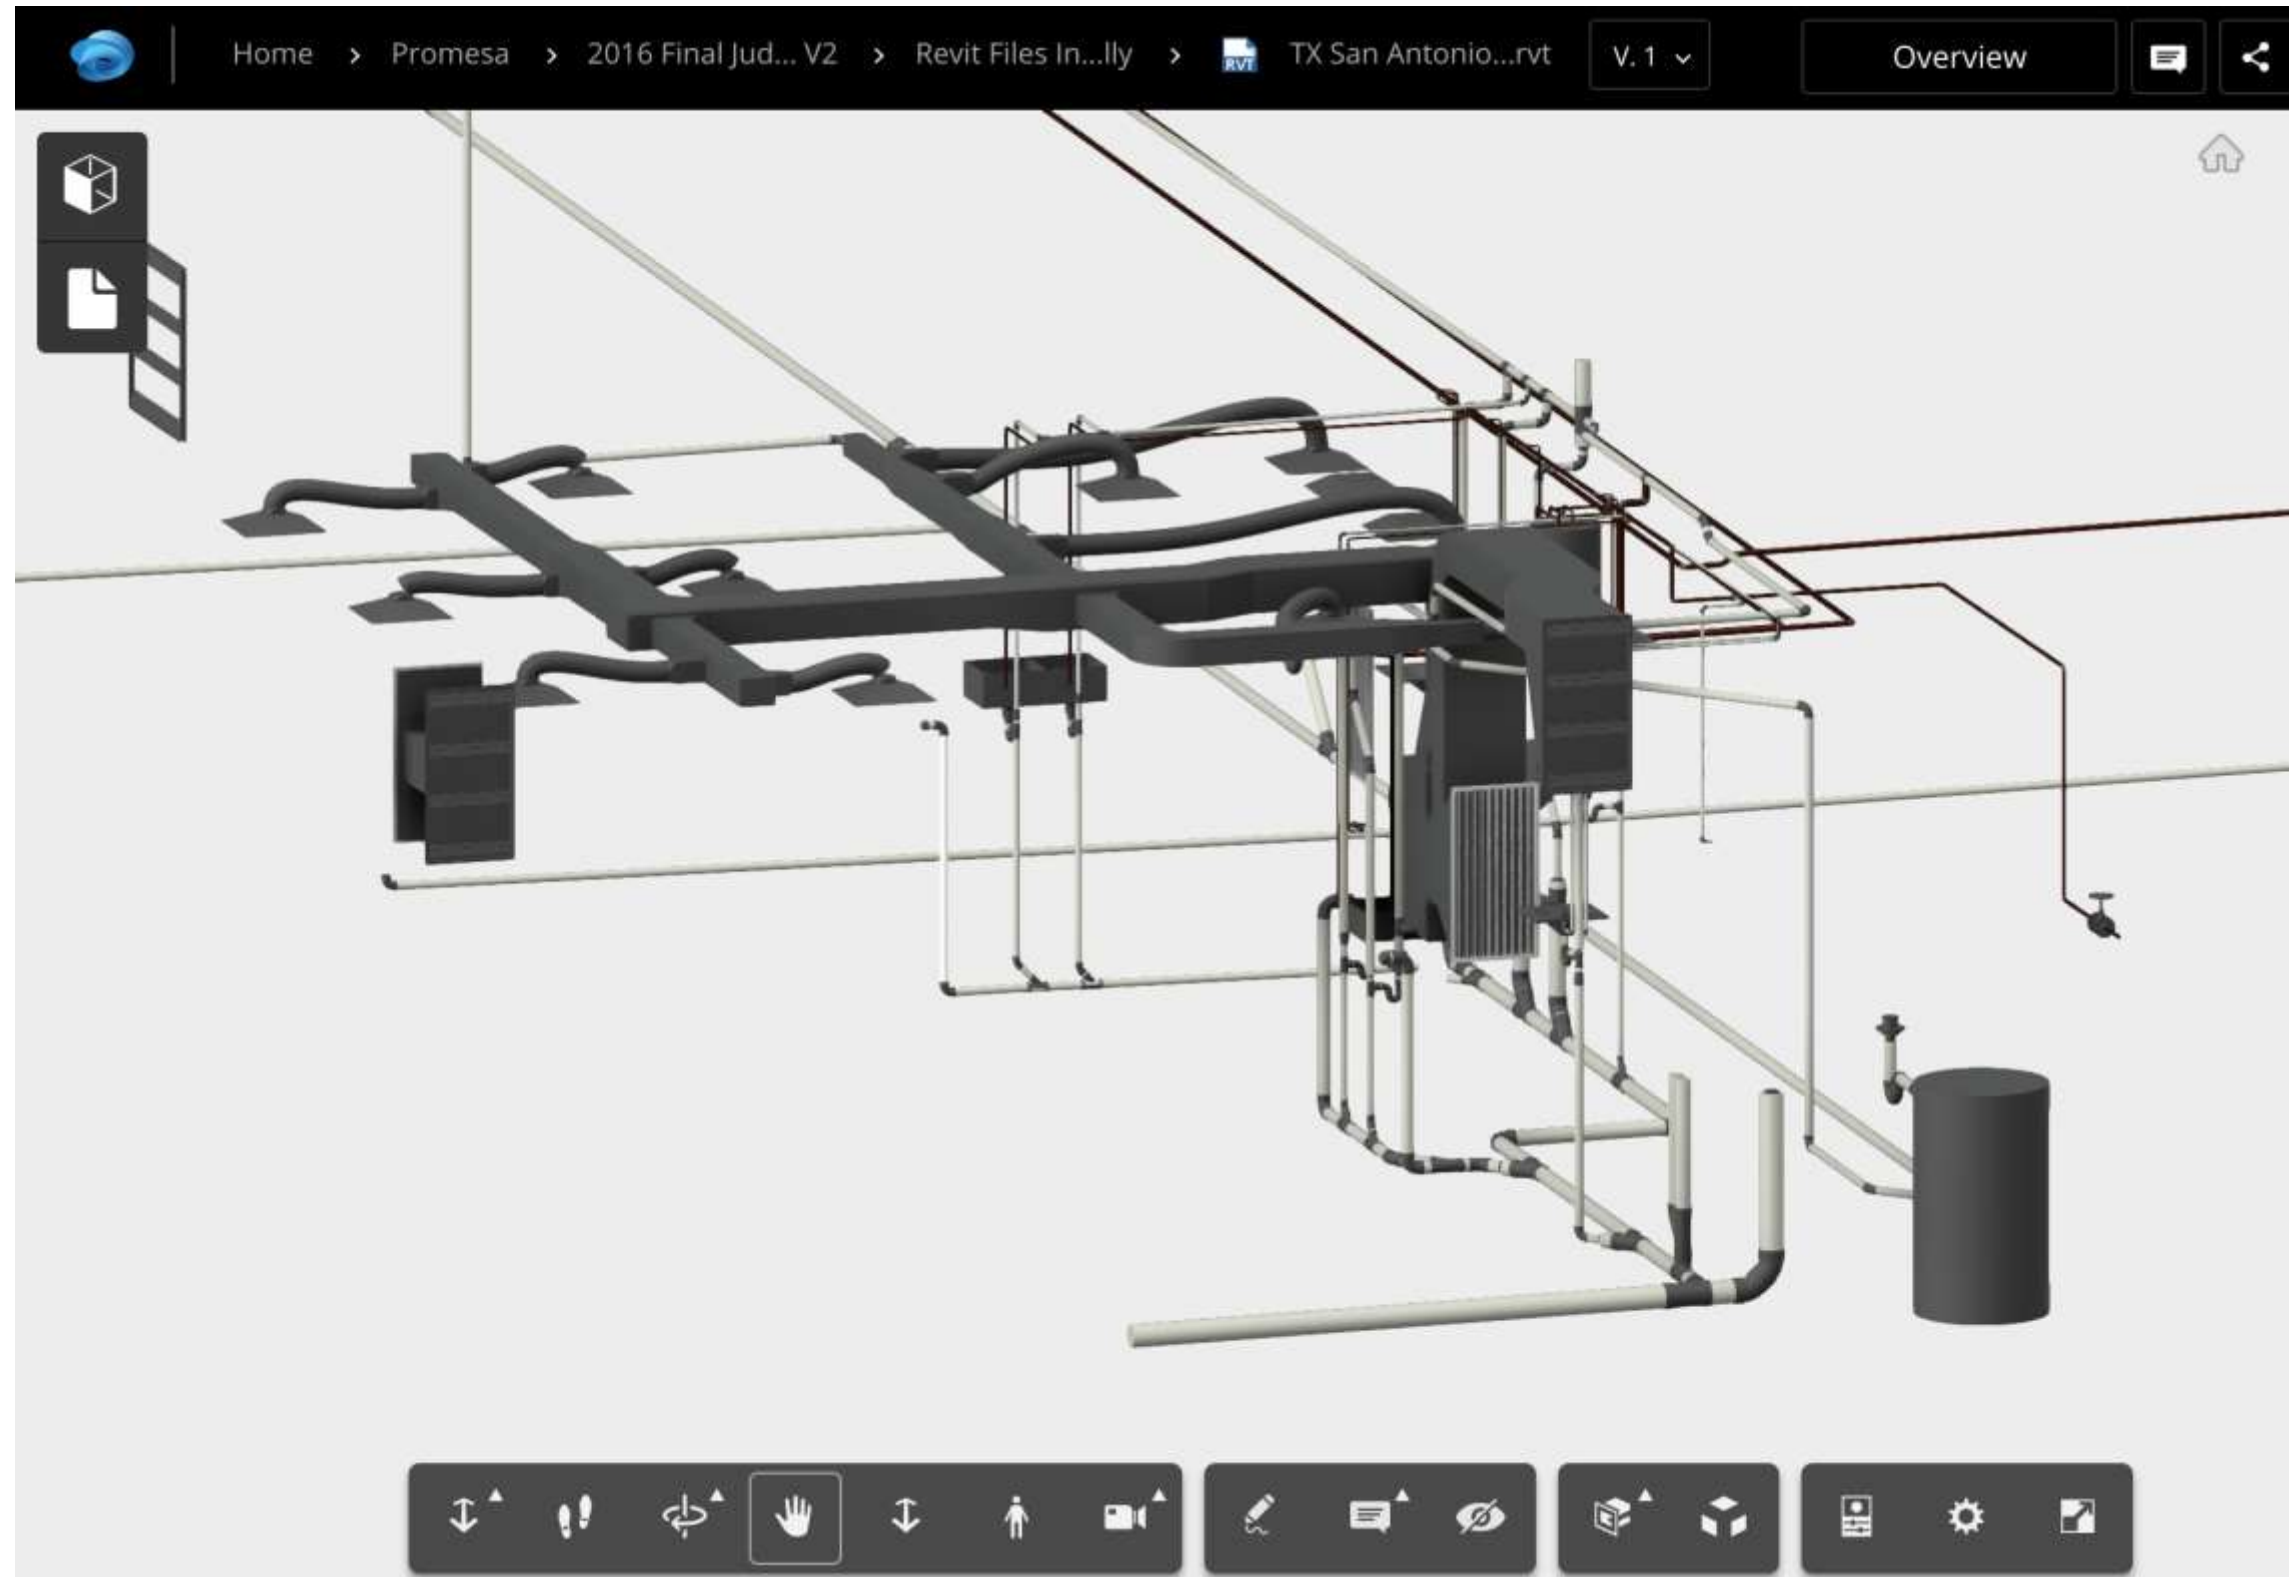 Home > Promesa > 2016 Final Jud... V2 > Revit Files In...lly > RVT TX San Antonio...rvt V. 1 Overview